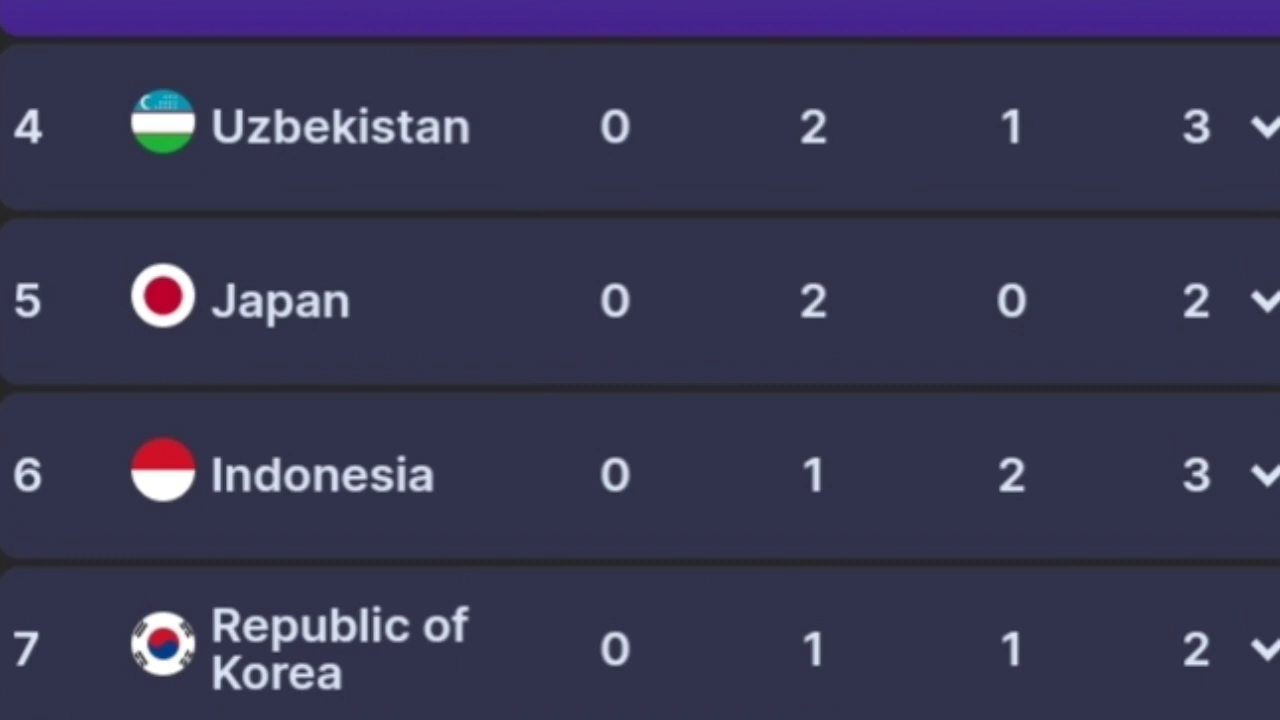 4 Uzbekistan 0 2 1 3
5 Japan 0 2 0 2
6 Indonesia 0 1 2 3
7 Republic of Korea 0 1 1 2